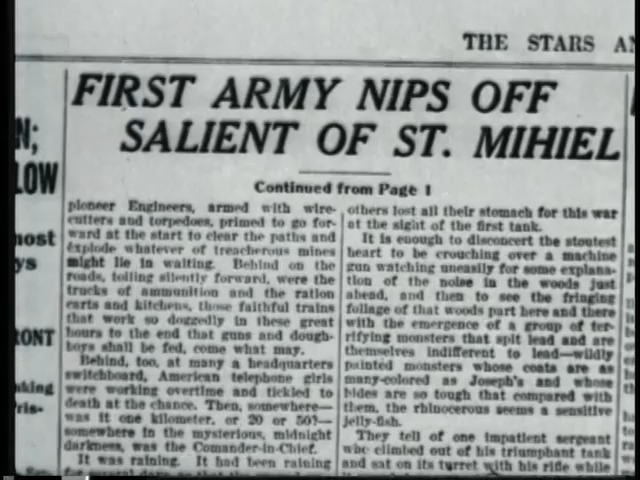 THE STARS
N;
LOW
most
ys
RONT
FIRST ARMY NIPS OFF
SALIENT OF ST. MIHIEL
Continued from Page 1
pioneer Engineers, armed with wire-
cutters and torpedoes, primed to go for-
ward at the start to clear the paths and
explode whatever of treacherous mines
might lie in waiting. Behind on the
roads, toiling silently forward, were the
trucks of ammunition and the ration
carts and kitchens, those faithful trains
that work so doggedly in these great
hours to the end that guns and dough-
boys shall be fed, come what may.
Behind, too, at many a headquarters
switchboard, American telephone girls
were working overtime and tickled to
death at the chance. Then, somewhere—
was it one kilometer, or 20 or 50?—
somewhere in the mysterious, midnight
darkness, was the Comander-in-Chief.
It was raining. It had been raining
others lost all their stomach for this war
at the sight of the first tank.
It is enough to disconcert the stoutest
heart to be crouching over a machine
gun watching uneasily for some explana-
tion of the noise in the woods just
ahead, and then to see the fringing
foliage of that woods part here and there
with the emergence of a group of ter-
rifying monsters that spit lead and are
themselves indifferent to lead—wildly
painted monsters whose coats are as
many-colored as Joseph's and whose
hides are so tough that compared with
them, the rhinocerous seems a sensitive
jelly-fish.
They tell of one impatient sergeant
who climbed out of his triumphant tank
and sat on its turret with his rifle while